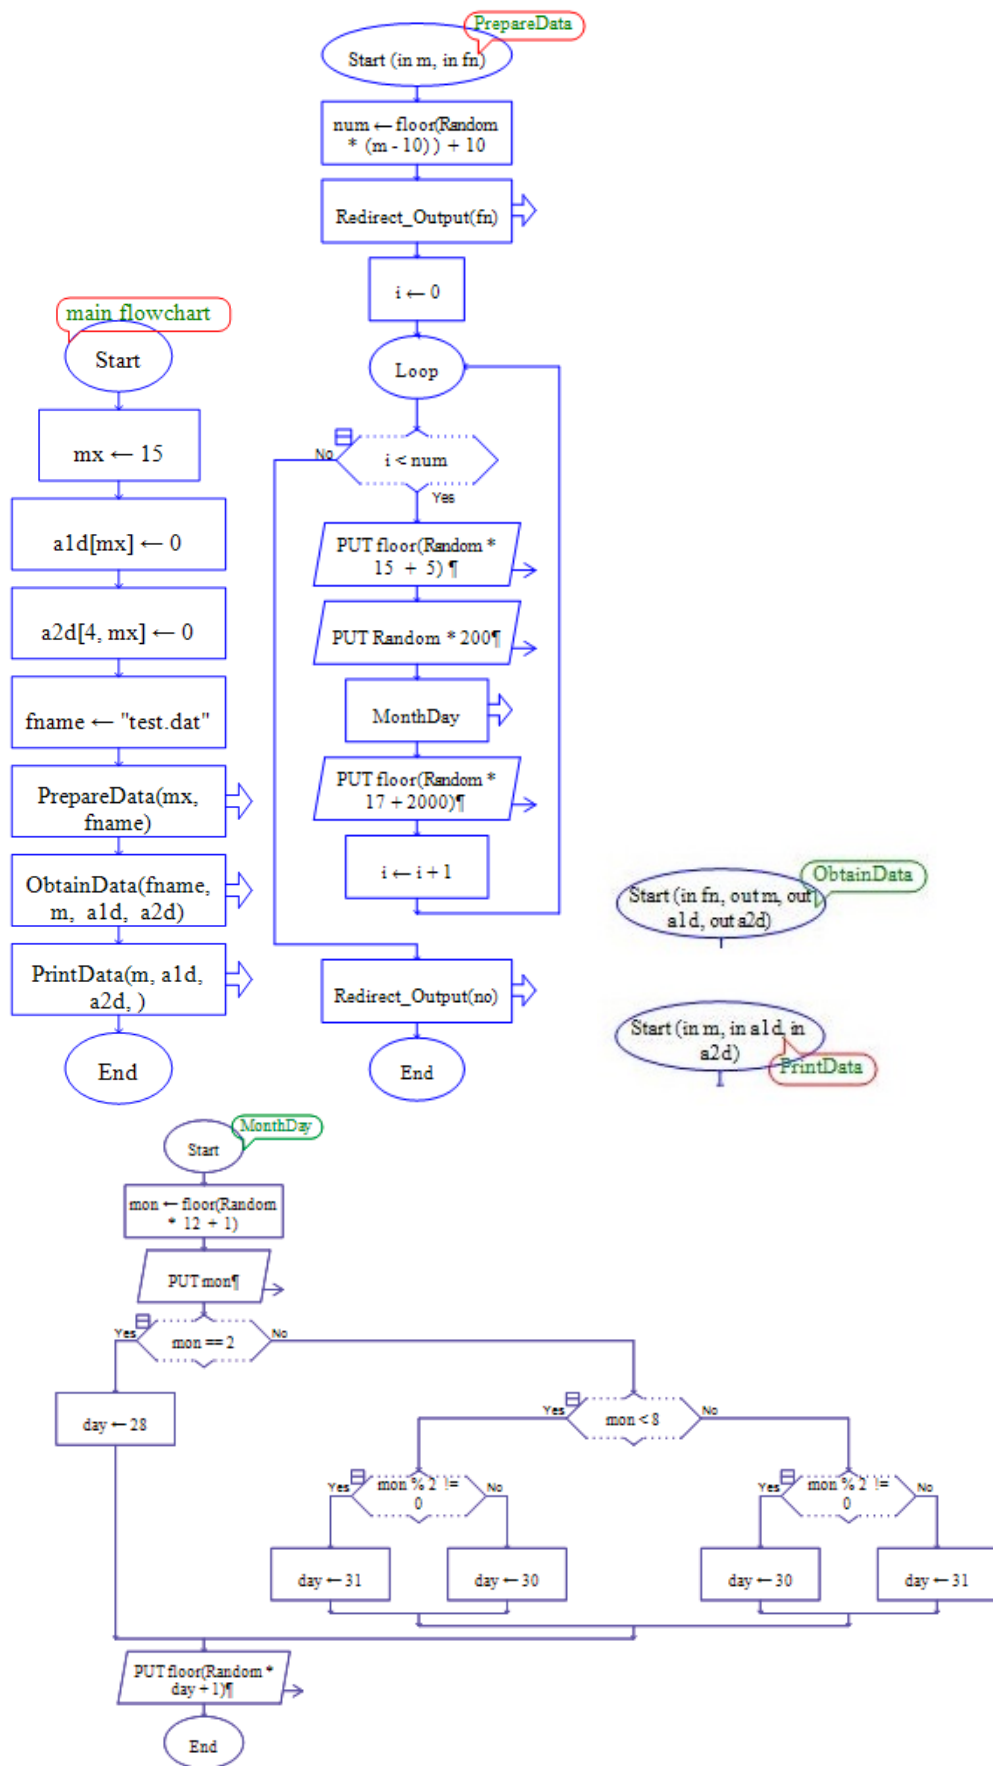 main flowchart
Start
mx ← 15
a1d[mx] ← 0
a2d[4, mx] ← 0
fname ← "test.dat"
PrepareData(mx,
fname)
ObtainData(fname,
m, a1d, a2d)
PrintData(m, a1d,
a2d, )
End
PrepareData
Start (in m, in fn)
num ← floor(Random
* (m - 10) ) + 10
Redirect_Output(fn)
i ← 0
Loop
i < num
No
Yes
PUT floor(Random *
15 + 5) ¶
PUT Random * 200¶
MonthDay
PUT floor(Random *
17 + 2000)¶
i ← i + 1
Redirect_Output(no)
End
ObtainData
Start (in fn, out m, out
a1d, out a2d)
Start (in m, in a1d, in
a2d)
PrintData
MonthDay
Start
mon ← floor(Random
* 12 + 1)
PUT mon¶
Yes
mon == 2
No
day ← 28
Yes
mon < 8
No
Yes
mon % 2 !=
0
No
Yes
mon % 2 !=
0
No
day ← 31
day ← 30
day ← 30
day ← 31
PUT floor(Random *
day + 1)¶
End